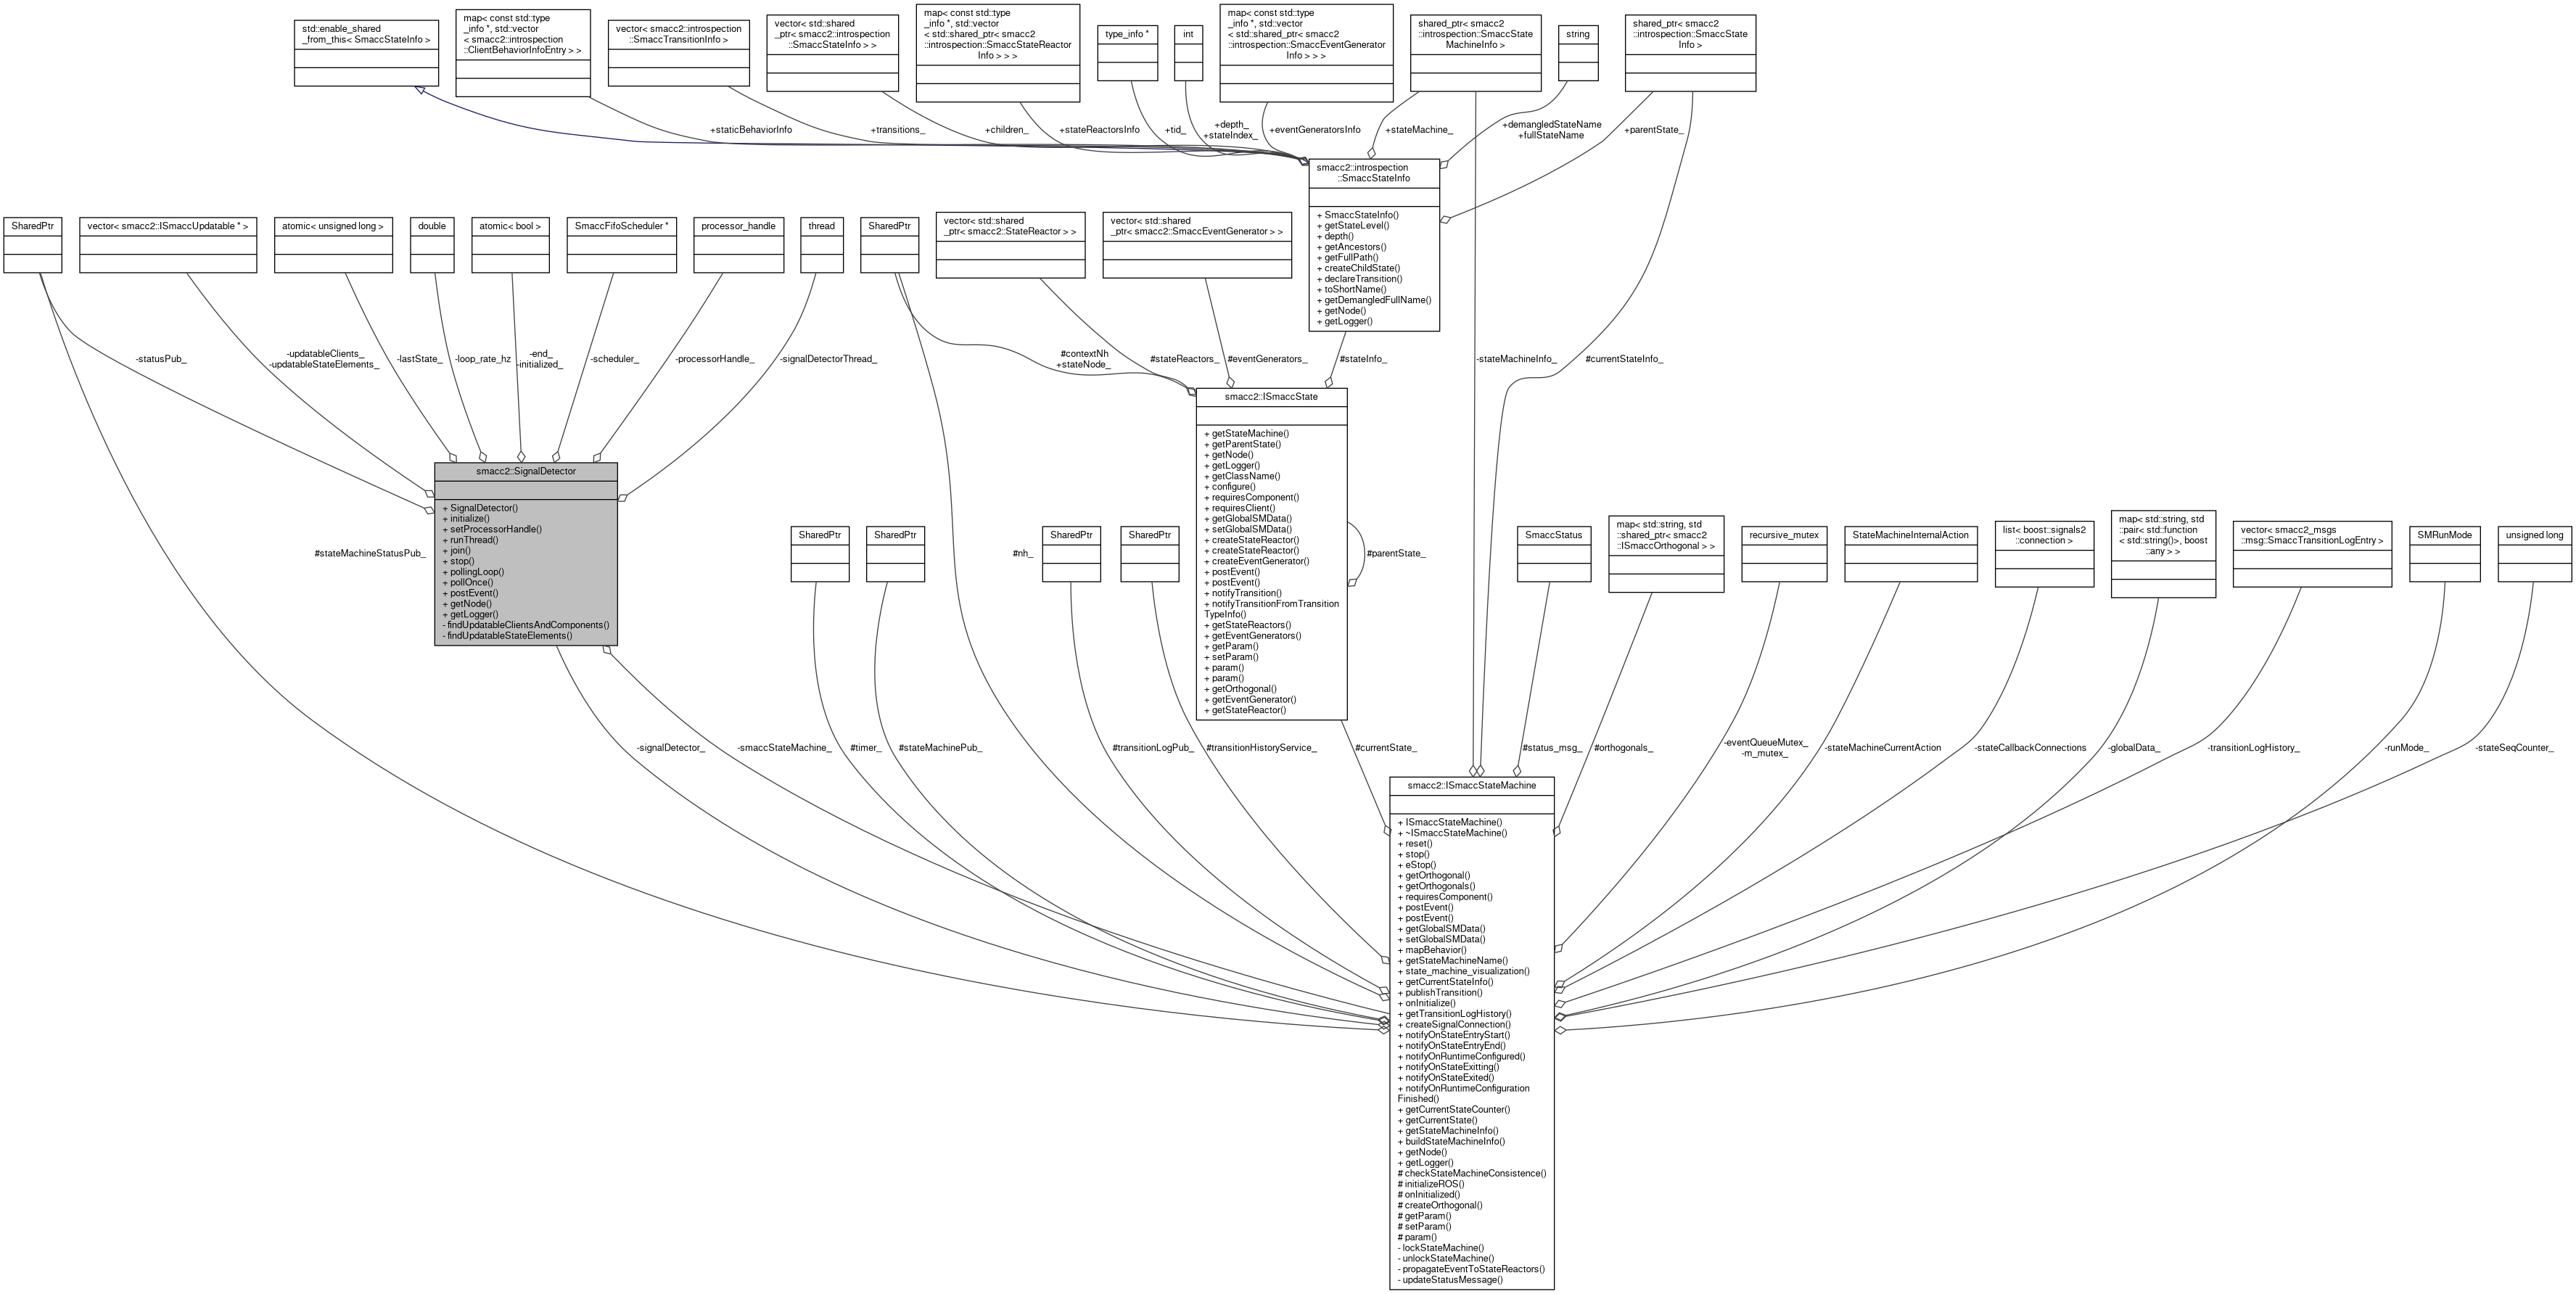 std::enable_shared
_from_this< SmaccStateInfo >
map< const std::type
_info *, std::vector
< smacc2::introspection
::ClientBehaviorInfoEntry > >
vector< smacc2::introspection
::SmaccTransitionInfo >
vector< std::shared
_ptr< smacc2::introspection
::SmaccStateInfo > >
map< const std::type
_info *, std::vector
< std::shared_ptr< smacc2
::introspection::SmaccStateReactor
Info > > >
type_info *
int
map< const std::type
_info *, std::vector
< std::shared_ptr< smacc2
::introspection::SmaccEventGenerator
Info > > >
shared_ptr< smacc2
::introspection::SmaccState
MachineInfo >
string
shared_ptr< smacc2
::introspection::SmaccState
Info >
+staticBehaviorInfo
+transitions_
+children_
+stateReactorsInfo
+tid_
+depth_
+stateIndex_
+eventGeneratorsInfo
+stateMachine_
+demangledStateName
+fullStateName
+parentState_
smacc2::introspection
::SmaccStateInfo
+ SmaccStateInfo()
+ getStateLevel()
+ depth()
+ getAncestors()
+ getFullPath()
+ createChildState()
+ declareTransition()
+ toShortName()
+ getDemangledFullName()
+ getNode()
+ getLogger()
SharedPtr
vector< smacc2::ISmaccUpdatable * >
atomic< unsigned long >
double
atomic< bool >
SmaccFifoScheduler *
processor_handle
thread
SharedPtr
vector< std::shared
_ptr< smacc2::StateReactor > >
vector< std::shared
_ptr< smacc2::SmaccEventGenerator > >
-statusPub_
-updatableClients_
-updatableStateElements_
-lastState_
-loop_rate_hz
-end_
-initialized_
-scheduler_
-processorHandle_
-signalDetectorThread_
#contextNh
+stateNode_
#stateReactors_
#eventGenerators_
#stateInfo_
-stateMachineInfo_
#currentStateInfo_
smacc2::ISmaccState
+ getStateMachine()
+ getParentState()
+ getNode()
+ getLogger()
+ getClassName()
+ configure()
+ requiresComponent()
+ requiresClient()
+ getGlobalSMData()
+ setGlobalSMData()
+ createStateReactor()
+ createStateReactor()
+ createEventGenerator()
+ postEvent()
+ postEvent()
+ notifyTransition()
+ notifyTransitionFromTransition
TypeInfo()
+ getStateReactors()
+ getEventGenerators()
+ getParam()
+ setParam()
+ param()
+ param()
+ getOrthogonal()
+ getEventGenerator()
+ getStateReactor()
#parentState_
smacc2::SignalDetector
+ SignalDetector()
+ initialize()
+ setProcessorHandle()
+ runThread()
+ join()
+ stop()
+ pollingLoop()
+ pollOnce()
+ postEvent()
+ getNode()
+ getLogger()
- findUpdatableClientsAndComponents()
- findUpdatableStateElements()
#stateMachineStatusPub_
SharedPtr
SharedPtr
#nh_
SharedPtr
SharedPtr
SmaccStatus
map< std::string, std
::shared_ptr< smacc2
::ISmaccOrthogonal > >
recursive_mutex
StateMachineInternalAction
list< boost::signals2
::connection >
map< std::string, std
::pair< std::function
< std::string()>, boost
::any > >
vector< smacc2_msgs
::msg::SmaccTransitionLogEntry >
SMRunMode
unsigned long
-signalDetector_
-smaccStateMachine_
#timer_
#stateMachinePub_
#transitionLogPub_
#transitionHistoryService_
#currentState_
#status_msg_
#orthogonals_
-eventQueueMutex_
-m_mutex_
-stateMachineCurrentAction
-stateCallbackConnections
-globalData_
-transitionLogHistory_
-runMode_
-stateSeqCounter_
smacc2::ISmaccStateMachine
+ ISmaccStateMachine()
+ ~ISmaccStateMachine()
+ reset()
+ stop()
+ eStop()
+ getOrthogonal()
+ getOrthogonals()
+ requiresComponent()
+ postEvent()
+ postEvent()
+ getGlobalSMData()
+ setGlobalSMData()
+ mapBehavior()
+ getStateMachineName()
+ state_machine_visualization()
+ getCurrentStateInfo()
+ publishTransition()
+ onInitialize()
+ getTransitionLogHistory()
+ createSignalConnection()
+ notifyOnStateEntryStart()
+ notifyOnStateEntryEnd()
+ notifyOnRuntimeConfigured()
+ notifyOnStateExitting()
+ notifyOnStateExited()
+ notifyOnRuntimeConfiguration
Finished()
+ getCurrentStateCounter()
+ getCurrentState()
+ getStateMachineInfo()
+ buildStateMachineInfo()
+ getNode()
+ getLogger()
# checkStateMachineConsistence()
# initializeROS()
# onInitialized()
# createOrthogonal()
# getParam()
# setParam()
# param()
- lockStateMachine()
- unlockStateMachine()
- propagateEventToStateReactors()
- updateStatusMessage()